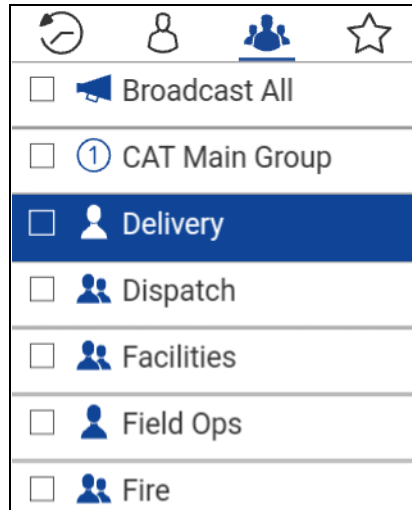 Broadcast All
1 CAT Main Group
Delivery
Dispatch
Facilities
Field Ops
Fire